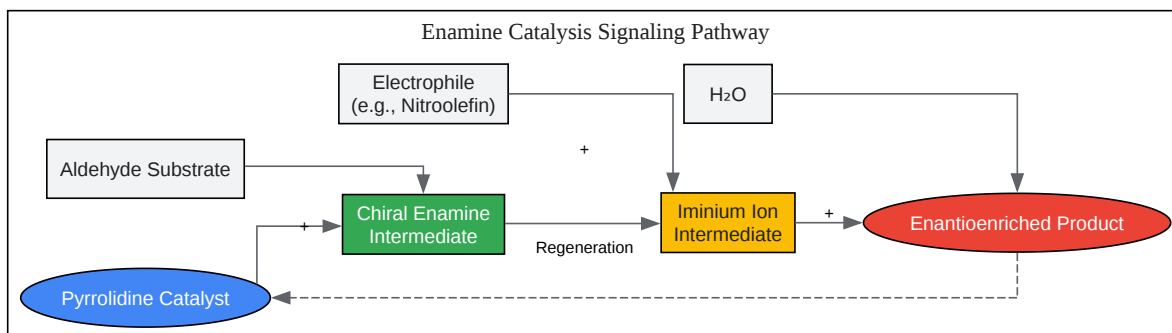 Enamine Catalysis Signaling Pathway
Electrophile
(e.g., Nitroolefin)
H₂O
+
Aldehyde Substrate
Chiral Enamine
Intermediate
Iminium Ion
Intermediate
Enantioenriched Product
+
+
Regeneration
Pyrrolidine Catalyst